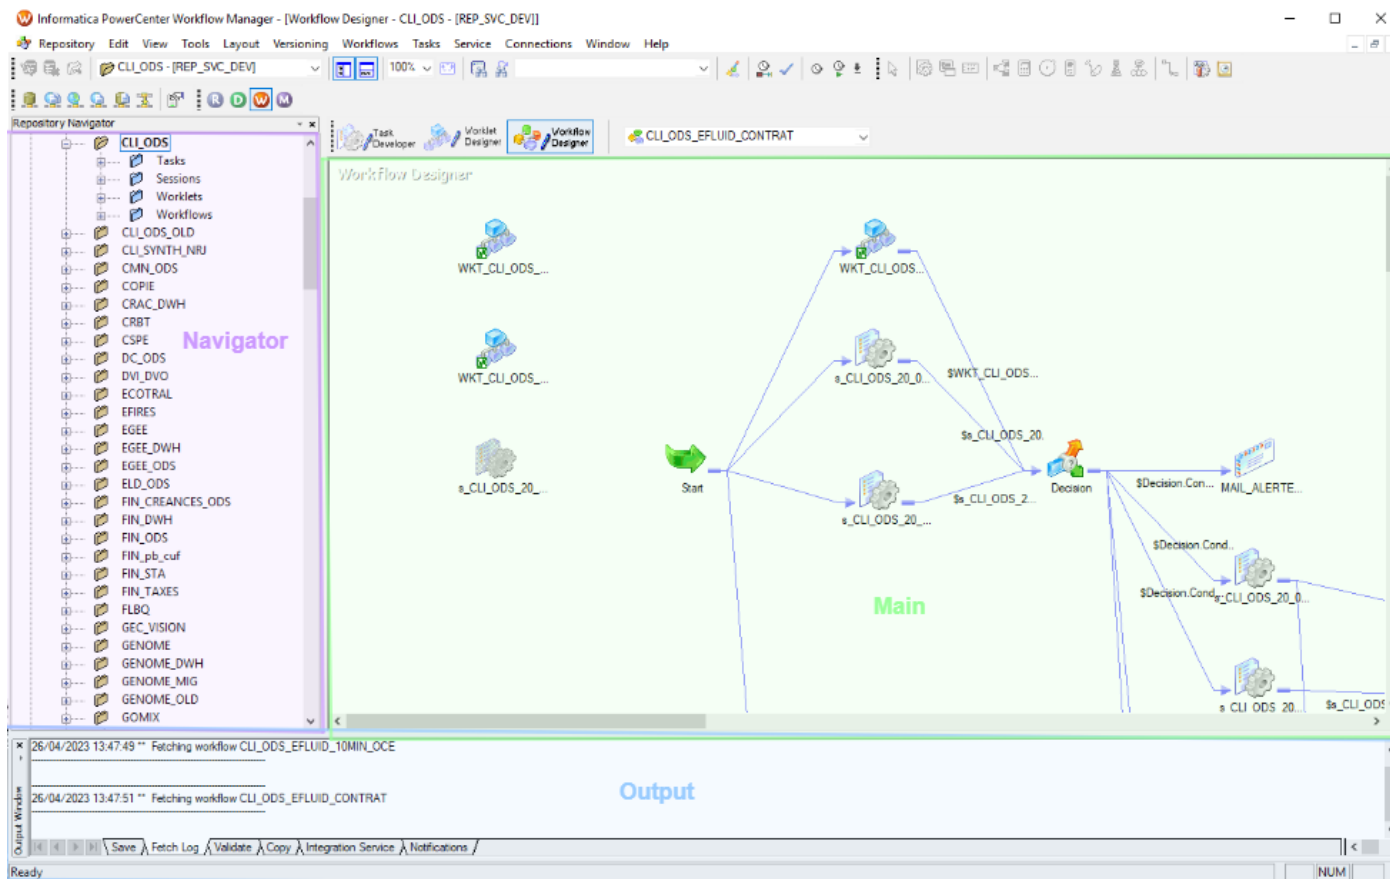 Informatica PowerCenter Workflow Manager - [Workflow Designer - CLI_ODS - [REP_SVC_DEV]]
Repository Edit View Tools Layout Versioning Workflows Tasks Service Connections Window Help
CLI_ODS - [REP_SVC_DEV] 100%
R D W M
Repository Navigator
Task Developer
Worklet Designer
Workflow Designer
CLI_ODS_EFLUID_CONTRAT
CLI_ODS
Tasks
Sessions
Worklets
Workflows
CLI_ODS_OLD
CLI_SYNTH_NRJ
CMN_ODS
COPIE
CRAC_DWH
CRBT
CSPE
DC_ODS
DVI_DVO
ECOTRAL
EFIRES
EGEE
EGEE_DWH
EGEE_ODS
ELD_ODS
FIN_CREANCES_ODS
FIN_DWH
FIN_ODS
FIN_pb_cuf
FIN_STA
FIN_TAXES
FLBQ
GEC_VISION
GENOME
GENOME_DWH
GENOME_MIG
GENOME_OLD
GOMIX
Navigator
Workflow Designer
WKT_CLI_ODS_...
WKT_CLI_ODS...
WKT_CLI_ODS_...
s_CLI_ODS_20_0...
$WKT_CLI_ODS...
$s_CLI_ODS_20.
s_CLI_ODS_20_...
Start
s_CLI_ODS_20_...
$s_CLI_ODS_2...
Decision
$Decision.Con...
MAIL_ALERTE...
$Decision.Cond...
$Decision.Cond...
s_CLI_ODS_20_0...
Main
s_CLI_ODS_20...
$s_CLI_ODS
Output Window
26/04/2023 13:47:49 ** Fetching workflow CLI_ODS_EFLUID_10MIN_OCE
26/04/2023 13:47:51 ** Fetching workflow CLI_ODS_EFLUID_CONTRAT
Output
Save Fetch Log Validate Copy Integration Service Notifications
Ready
NUM